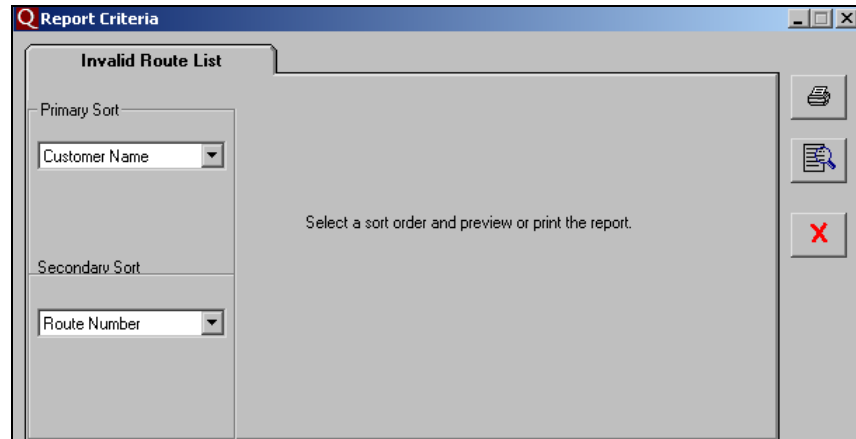 Q Report Criteria
Invalid Route List
Primary Sort
Customer Name
Select a sort order and preview or print the report.
Secondary Sort
Route Number